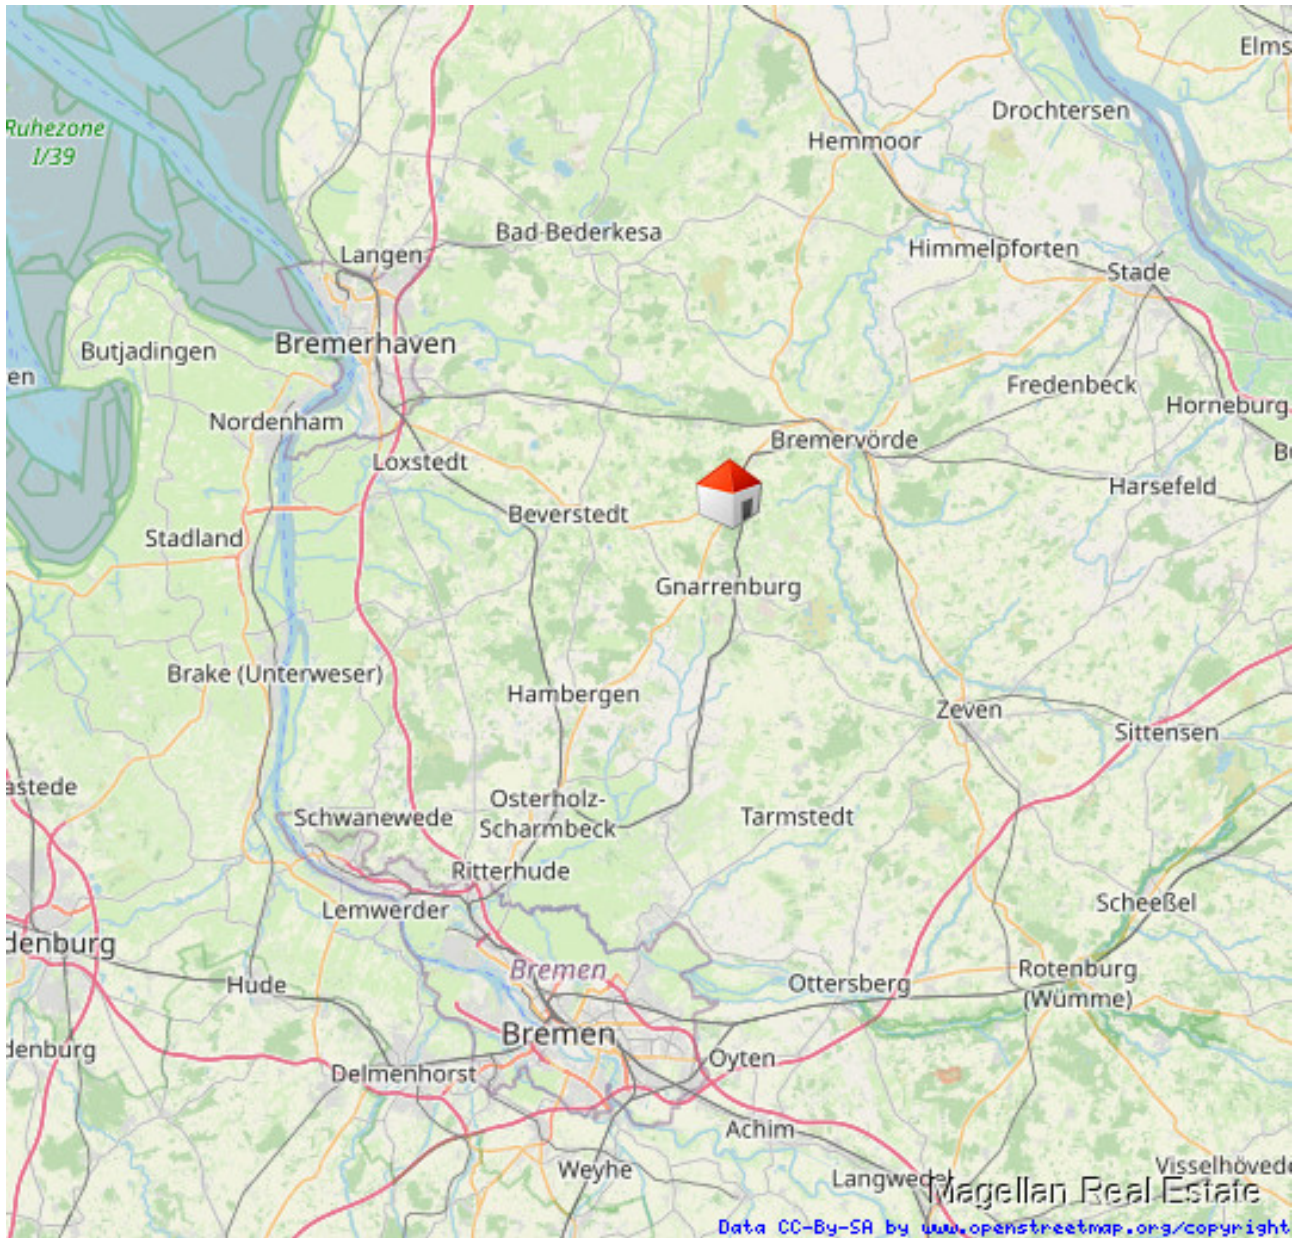 Elms
Drochtersen
Ruhezone
I/39
Hemmoor
Bad Bederkesa
Langen
Himmelpforten
Stade
Bremerhaven
Butjadingen
en
Fredenbeck
Horneburg
Nordenham
Bremervörde
Loxstedt
Harsefeld
Beverstedt
Stadland
Gnarrenburg
Brake (Unterweser)
Hambergen
Zeven
Sittensen
astede
Osterholz-
Scharmbeck
Schwanewede
Tarmstedt
Ritterhude
Scheeßel
Lemwerder
denburg
Bremen
Rotenburg
(Wümme)
Hude
Ottersberg
Bremen
denburg
Oyten
Delmenhorst
Achim
Weyhe
Visselhövede
Langwedel
Magellan Real Estate
Data CC-By-SA by www.openstreetmap.org/copyright